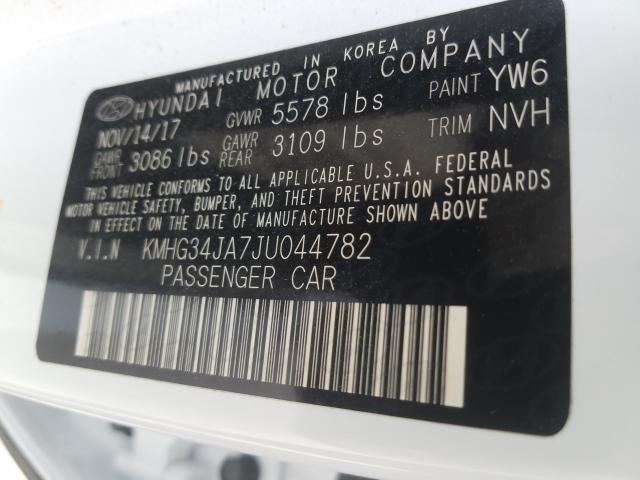 MANUFACTURED IN KOREA BY
HYUNDAI MOTOR COMPANY
NOV/14/17 GVWR 5578 lbs PAINT YW6
GAWR FRONT 3086 lbs GAWR REAR 3109 lbs TRIM NVH
THIS VEHICLE CONFORMS TO ALL APPLICABLE U.S.A. FEDERAL
MOTOR VEHICLE SAFETY, BUMPER, AND THEFT PREVENTION STANDARDS
IN EFFECT ON THE DATE OF MANUFACTURE SHOWN ABOVE
V.I.N KMHG34JA7JU044782
PASSENGER CAR